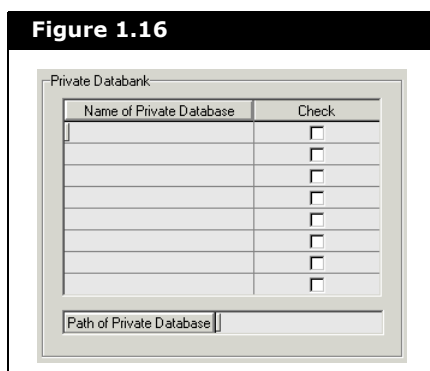 Figure 1.16
Private Databank
Name of Private Database Check
Path of Private Database